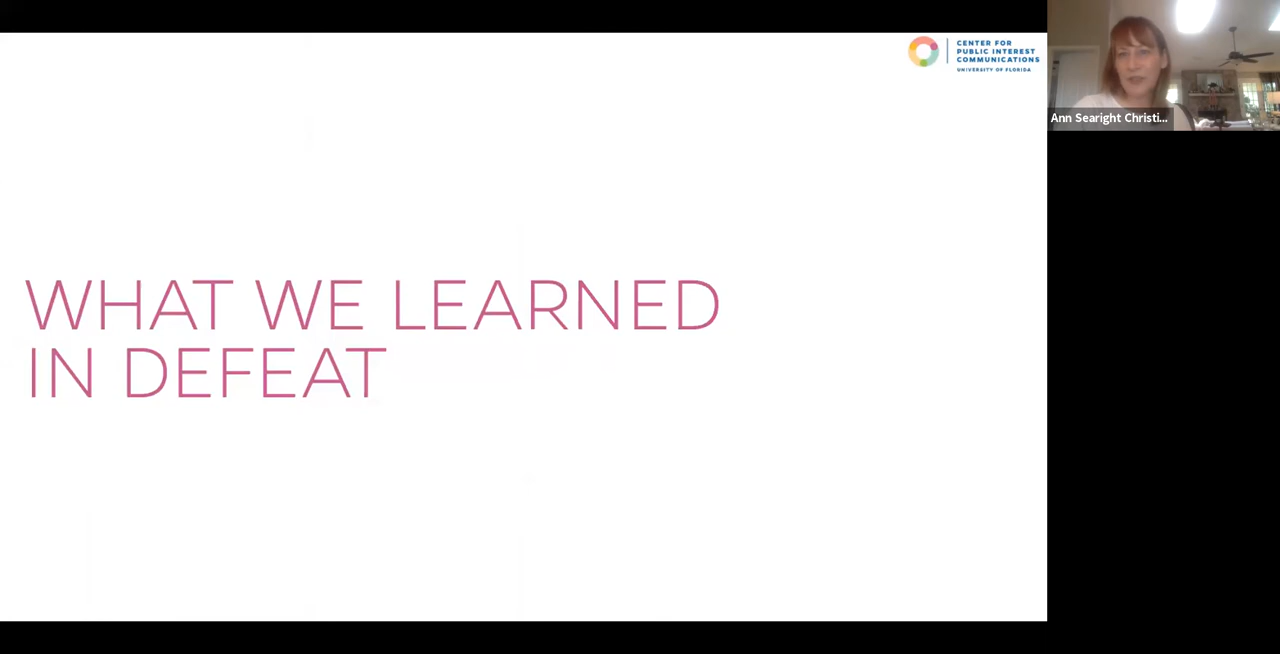 CENTER FOR
PUBLIC INTEREST
COMMUNICATIONS
UNIVERSITY OF FLORIDA
Ann Searight Christi...
WHAT WE LEARNED
IN DEFEAT